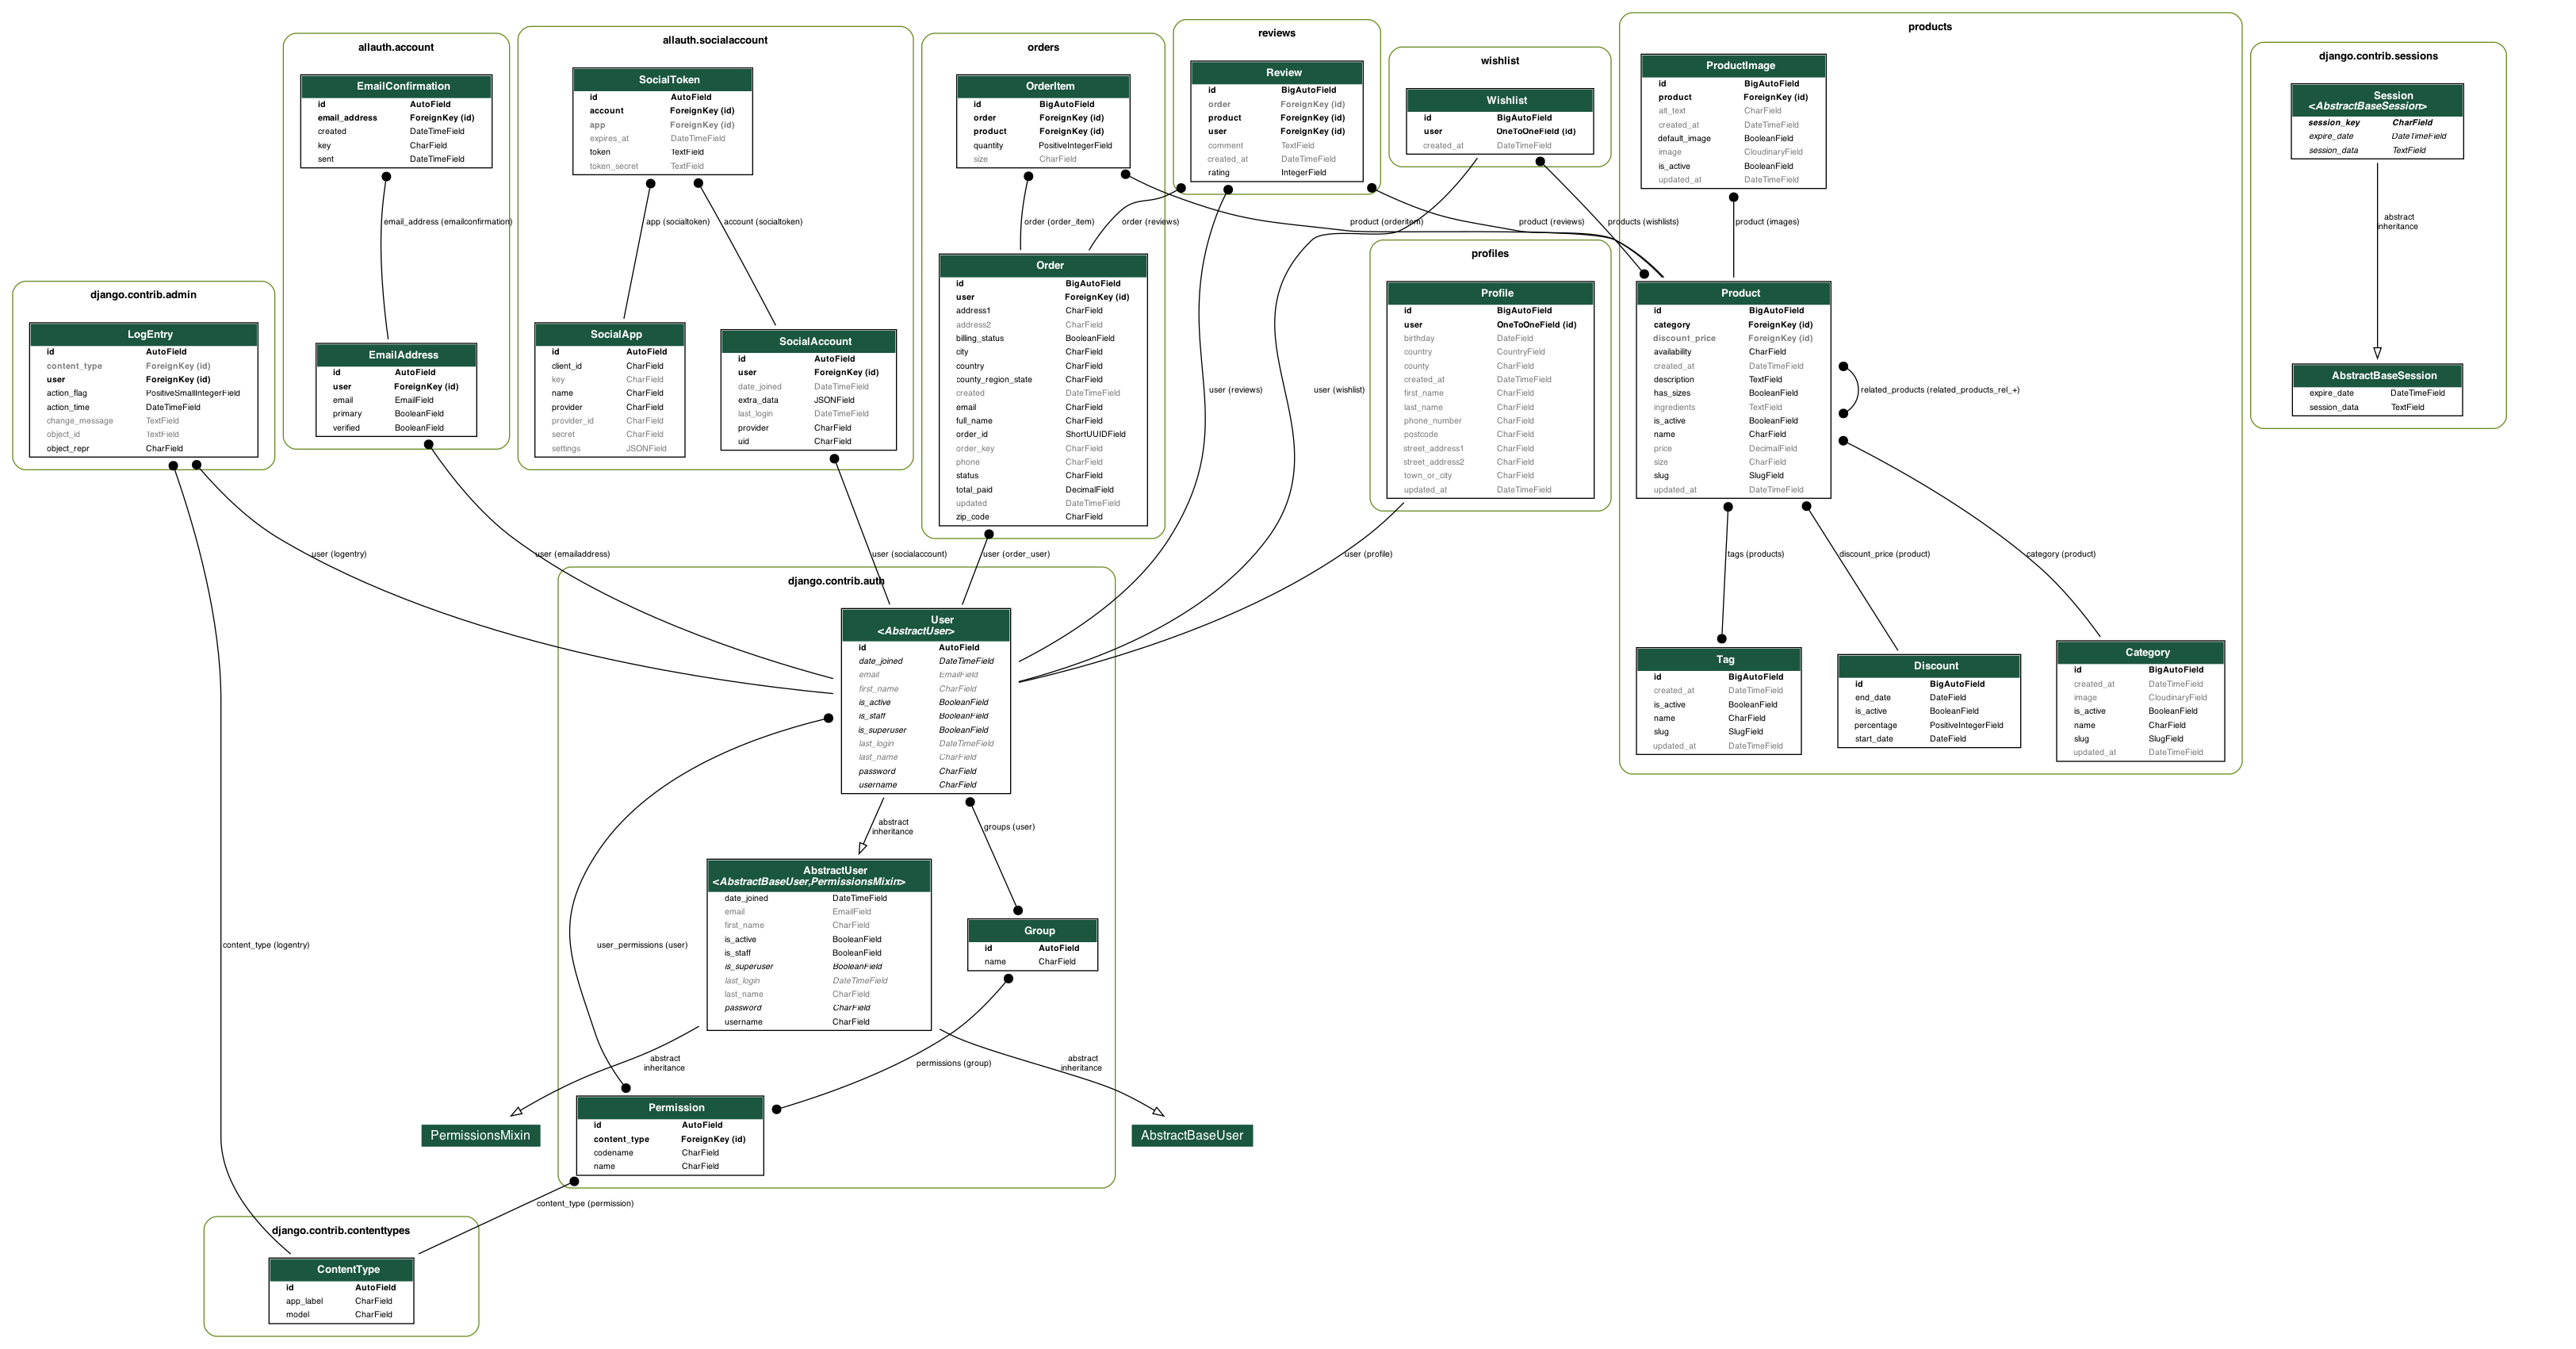 allauth.account
EmailConfirmation
id AutoField
email_address ForeignKey (id)
created DateTimeField
key CharField
sent DateTimeField
email_address (emailconfirmation)
EmailAddress
id AutoField
user ForeignKey (id)
email EmailField
primary BooleanField
verified BooleanField
allauth.socialaccount
SocialToken
id AutoField
account ForeignKey (id)
app ForeignKey (id)
expires_at DateTimeField
token TextField
token_secret TextField
app (socialtoken)
account (socialtoken)
SocialApp
id AutoField
client_id CharField
key CharField
name CharField
provider CharField
provider_id CharField
secret CharField
settings JSONField
SocialAccount
id AutoField
user ForeignKey (id)
date_joined DateTimeField
extra_data JSONField
last_login DateTimeField
provider CharField
uid CharField
orders
OrderItem
id BigAutoField
order ForeignKey (id)
product ForeignKey (id)
quantity PositiveIntegerField
size CharField
order (order_item)
Order
id BigAutoField
user ForeignKey (id)
address1 CharField
address2 CharField
billing_status BooleanField
city CharField
country CharField
county_region_state CharField
created DateTimeField
email CharField
full_name CharField
order_id ShortUUIDField
order_key CharField
phone CharField
status CharField
total_paid DecimalField
updated DateTimeField
zip_code CharField
reviews
Review
id BigAutoField
order ForeignKey (id)
product ForeignKey (id)
user ForeignKey (id)
comment TextField
created_at DateTimeField
rating IntegerField
order (reviews)
product (orderitem)
product (reviews)
products (wishlists)
wishlist
Wishlist
id BigAutoField
user OneToOneField (id)
created_at DateTimeField
profiles
Profile
id BigAutoField
user OneToOneField (id)
birthday DateField
country CountryField
county CharField
created_at DateTimeField
first_name CharField
last_name CharField
phone_number CharField
postcode CharField
street_address1 CharField
street_address2 CharField
town_or_city CharField
updated_at DateTimeField
products
ProductImage
id BigAutoField
product ForeignKey (id)
alt_text CharField
created_at DateTimeField
default_image BooleanField
image CloudinaryField
is_active BooleanField
updated_at DateTimeField
product (images)
Product
id BigAutoField
category ForeignKey (id)
discount_price ForeignKey (id)
availability CharField
created_at DateTimeField
description TextField
has_sizes BooleanField
ingredients TextField
is_active BooleanField
name CharField
price DecimalField
size CharField
slug SlugField
updated_at DateTimeField
related_products (related_products_rel_+)
tags (products)
discount_price (product)
category (product)
Tag
id BigAutoField
created_at DateTimeField
is_active BooleanField
name CharField
slug SlugField
updated_at DateTimeField
Discount
id BigAutoField
end_date DateField
is_active BooleanField
percentage PositiveIntegerField
start_date DateField
Category
id BigAutoField
created_at DateTimeField
image CloudinaryField
is_active BooleanField
name CharField
slug SlugField
updated_at DateTimeField
django.contrib.sessions
Session
<AbstractBaseSession>
session_key CharField
expire_date DateTimeField
session_data TextField
abstract
inheritance
AbstractBaseSession
expire_date DateTimeField
session_data TextField
django.contrib.admin
LogEntry
id AutoField
content_type ForeignKey (id)
user ForeignKey (id)
action_flag PositiveSmallIntegerField
action_time DateTimeField
change_message TextField
object_id TextField
object_repr CharField
user (reviews)
user (wishlist)
user (logentry)
user (emailaddress)
user (socialaccount)
user (order_user)
user (profile)
django.contrib.auth
User
<AbstractUser>
id AutoField
date_joined DateTimeField
email EmailField
first_name CharField
is_active BooleanField
is_staff BooleanField
is_superuser BooleanField
last_login DateTimeField
last_name CharField
password CharField
username CharField
abstract
inheritance
groups (user)
AbstractUser
<AbstractBaseUser,PermissionsMixin>
date_joined DateTimeField
email EmailField
first_name CharField
is_active BooleanField
is_staff BooleanField
is_superuser BooleanField
last_login DateTimeField
last_name CharField
password CharField
username CharField
Group
id AutoField
name CharField
content_type (logentry)
user_permissions (user)
abstract
inheritance
permissions (group)
abstract
inheritance
PermissionsMixin
Permission
id AutoField
content_type ForeignKey (id)
codename CharField
name CharField
AbstractBaseUser
content_type (permission)
django.contrib.contenttypes
ContentType
id AutoField
app_label CharField
model CharField